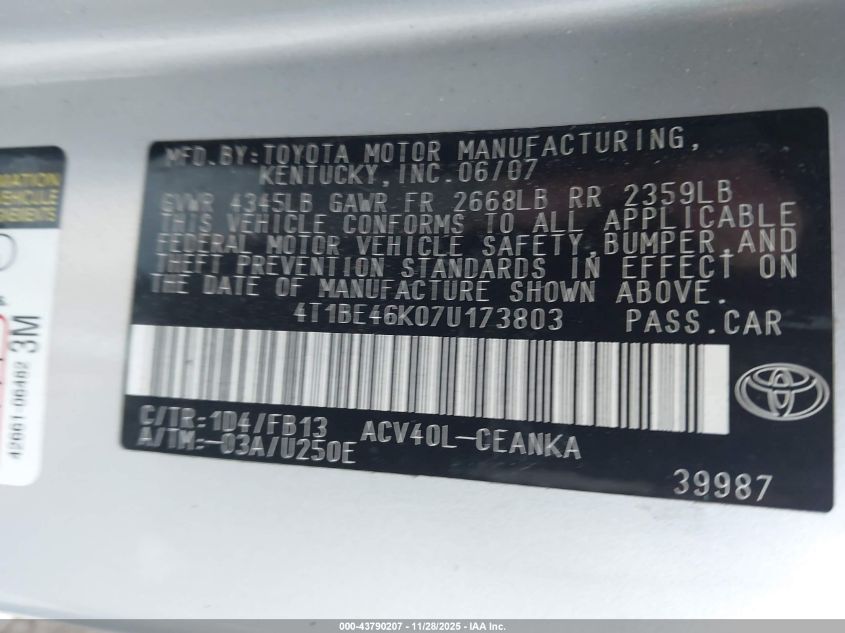 MFD.BY:TOYOTA MOTOR MANUFACTURING,
KENTUCKY, INC. 06/07
GVWR 4345LB GAWR FR 2668LB RR 2359LB
THIS VEHICLE CONFORMS TO ALL APPLICABLE
FEDERAL MOTOR VEHICLE SAFETY,BUMPER,AND
THEFT PREVENTION STANDARDS IN EFFECT ON
THE DATE OF MANUFACTURE SHOWN ABOVE.
4T1BE46K07U173803 PASS.CAR
C/TR:1D4/FB13 ACV40L-CEANKA
A/TM:-03A/U250E
39987
42661-06482 3M
000-43790207 - 11/28/2025 - IAA Inc.